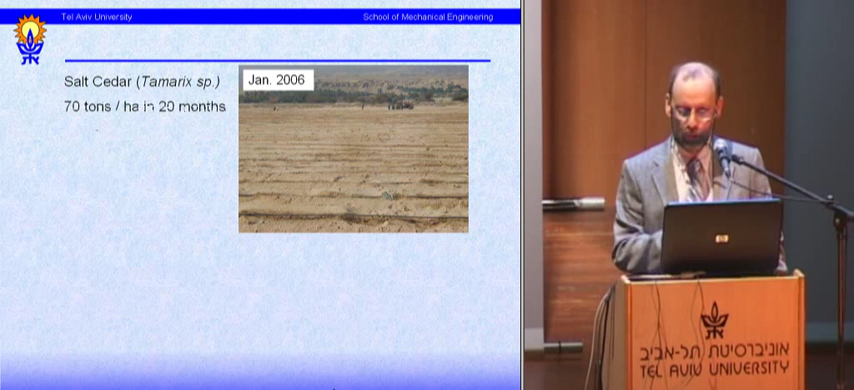 Tel Aviv University
School of Mechanical Engineering
Salt Cedar (Tamarix sp.)
70 tons / ha in 20 months
Jan. 2006
אוניברסיטת תל-אביב
TEL AVIV UNIVERSITY